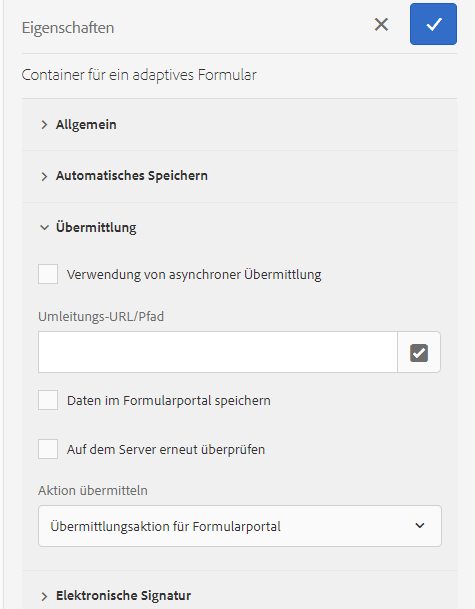 Eigenschaften
Container für ein adaptives Formular
Allgemein
Automatisches Speichern
Übermittlung
Verwendung von asynchroner Übermittlung
Umleitungs-URL/Pfad
Daten im Formularportal speichern
Auf dem Server erneut überprüfen
Aktion übermitteln
Übermittlungsaktion für Formularportal
Elektronische Signatur